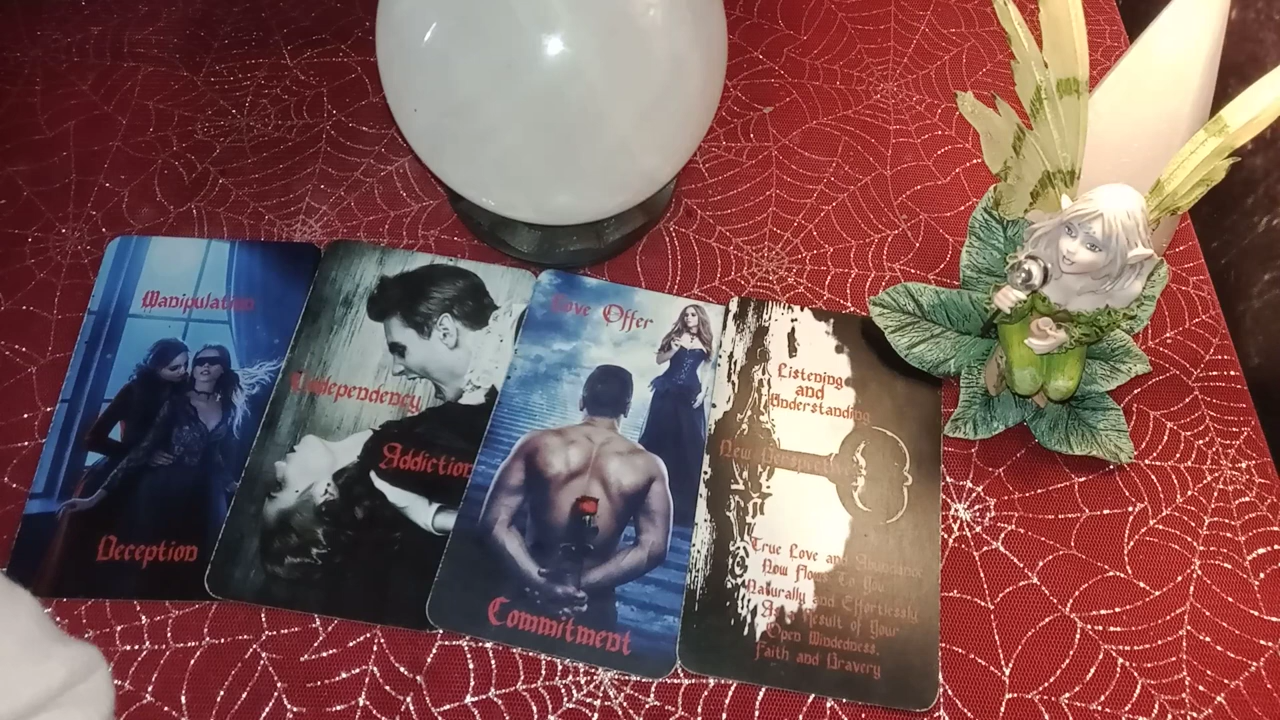 Manipulation
Deception
Codependency
Addiction
Love Offer
Commitment
Listening
and
Understanding
New Perspective
True Love and Abundance
Now Flows To You
Naturally and Effortlessly
As a Result of Your
Open Mindedness,
Faith and Bravery